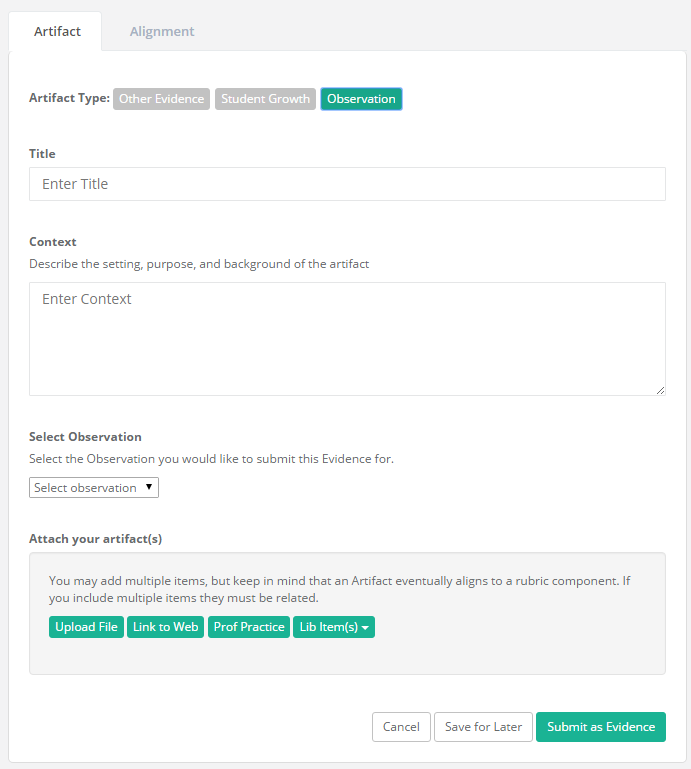 Artifact Alignment
Artifact Type: Other Evidence Student Growth Observation
Title
Enter Title
Context
Describe the setting, purpose, and background of the artifact
Enter Context
Select Observation
Select the Observation you would like to submit this Evidence for.
Select observation
Attach your artifact(s)
You may add multiple items, but keep in mind that an Artifact eventually aligns to a rubric component. If
you include multiple items they must be related.
Upload File Link to Web Prof Practice Lib Item(s)
Cancel Save for Later Submit as Evidence